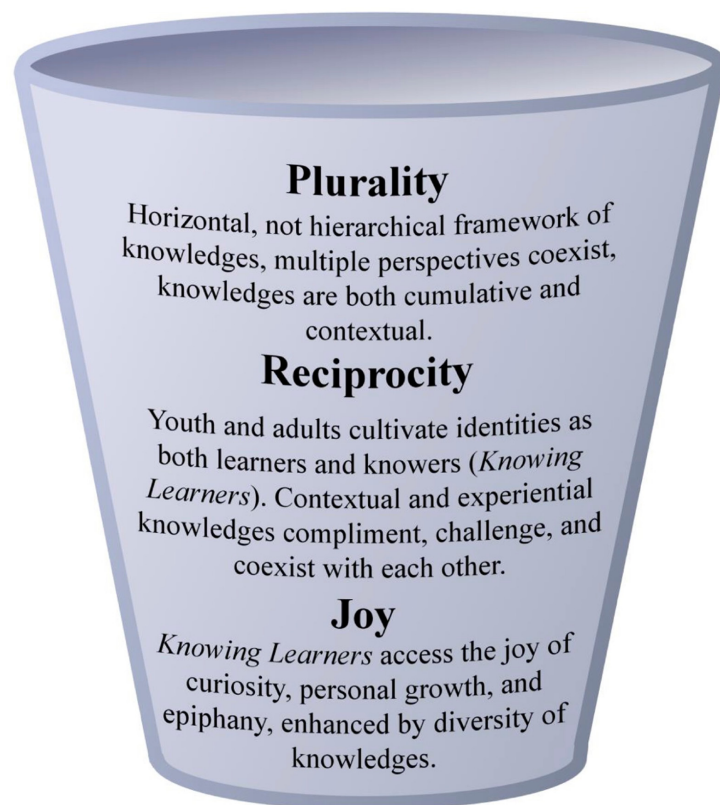 Plurality
Horizontal, not hierarchical framework of
knowledges, multiple perspectives coexist,
knowledges are both cumulative and
contextual.
Reciprocity
Youth and adults cultivate identities as
both learners and knowers (Knowing
Learners). Contextual and experiential
knowledges compliment, challenge, and
coexist with each other.
Joy
Knowing Learners access the joy of
curiosity, personal growth, and
epiphany, enhanced by diversity of
knowledges.